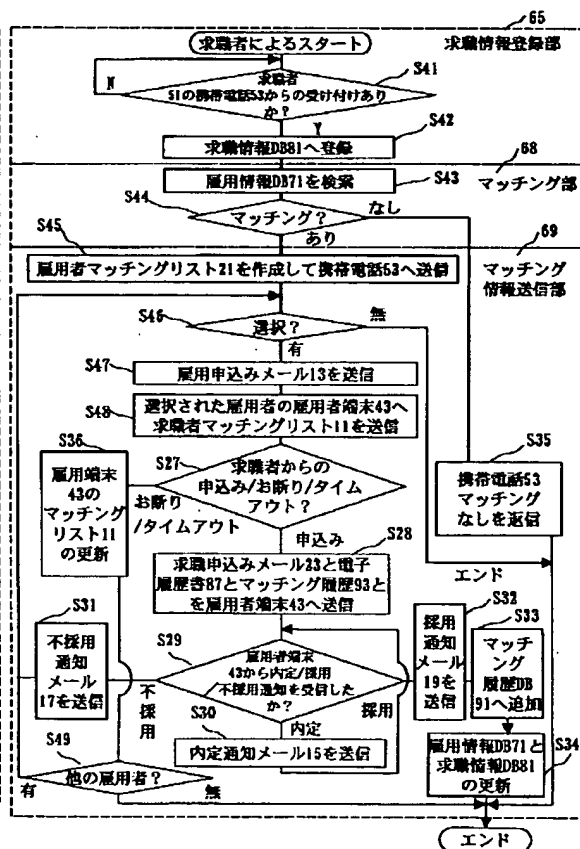 65
求職者によるスタート
求職情報登録部
S41
求職者
51の携帯電話53からの受け付けあり
か?
N
Y
S42
求職情報DB81へ登録
68
雇用情報DB71を検索
S43
マッチング部
S44
マッチング?
なし
あり
S45
69
雇用者マッチングリスト21を作成して携帯電話53へ送信
マッチング
情報送信部
S46
選択?
無
有
S47
雇用申込みメール13を送信
S48
選択された雇用者の雇用者端末43へ
求職者マッチングリスト11を送信
S36
雇用端末
43の
マッチング
リスト11
の更新
S27
求職者からの
申込み/お断り/タイム
アウト?
お断り
/タイムアウト
申込み
S35
携帯電話53
マッチ
なしを返信
エンド
S28
求職申込みメール23と電子
履歴書87とマッチング履歴93と
を雇用者端末43へ送信
S31
不採用
通知
メール
17を送信
S29
雇用者端末
43から内定/採用
不採用通知を受信したか?
不採用
採用
内定
S32
採用
通知
メール
19を
送信
S33
マッチ
ング
履歴DB
91へ追加
S30
内定通知メール15を送信
S34
雇用情報DB71と
求職情報DB81
の更新
S49
他の雇用者?
有
無
エンド